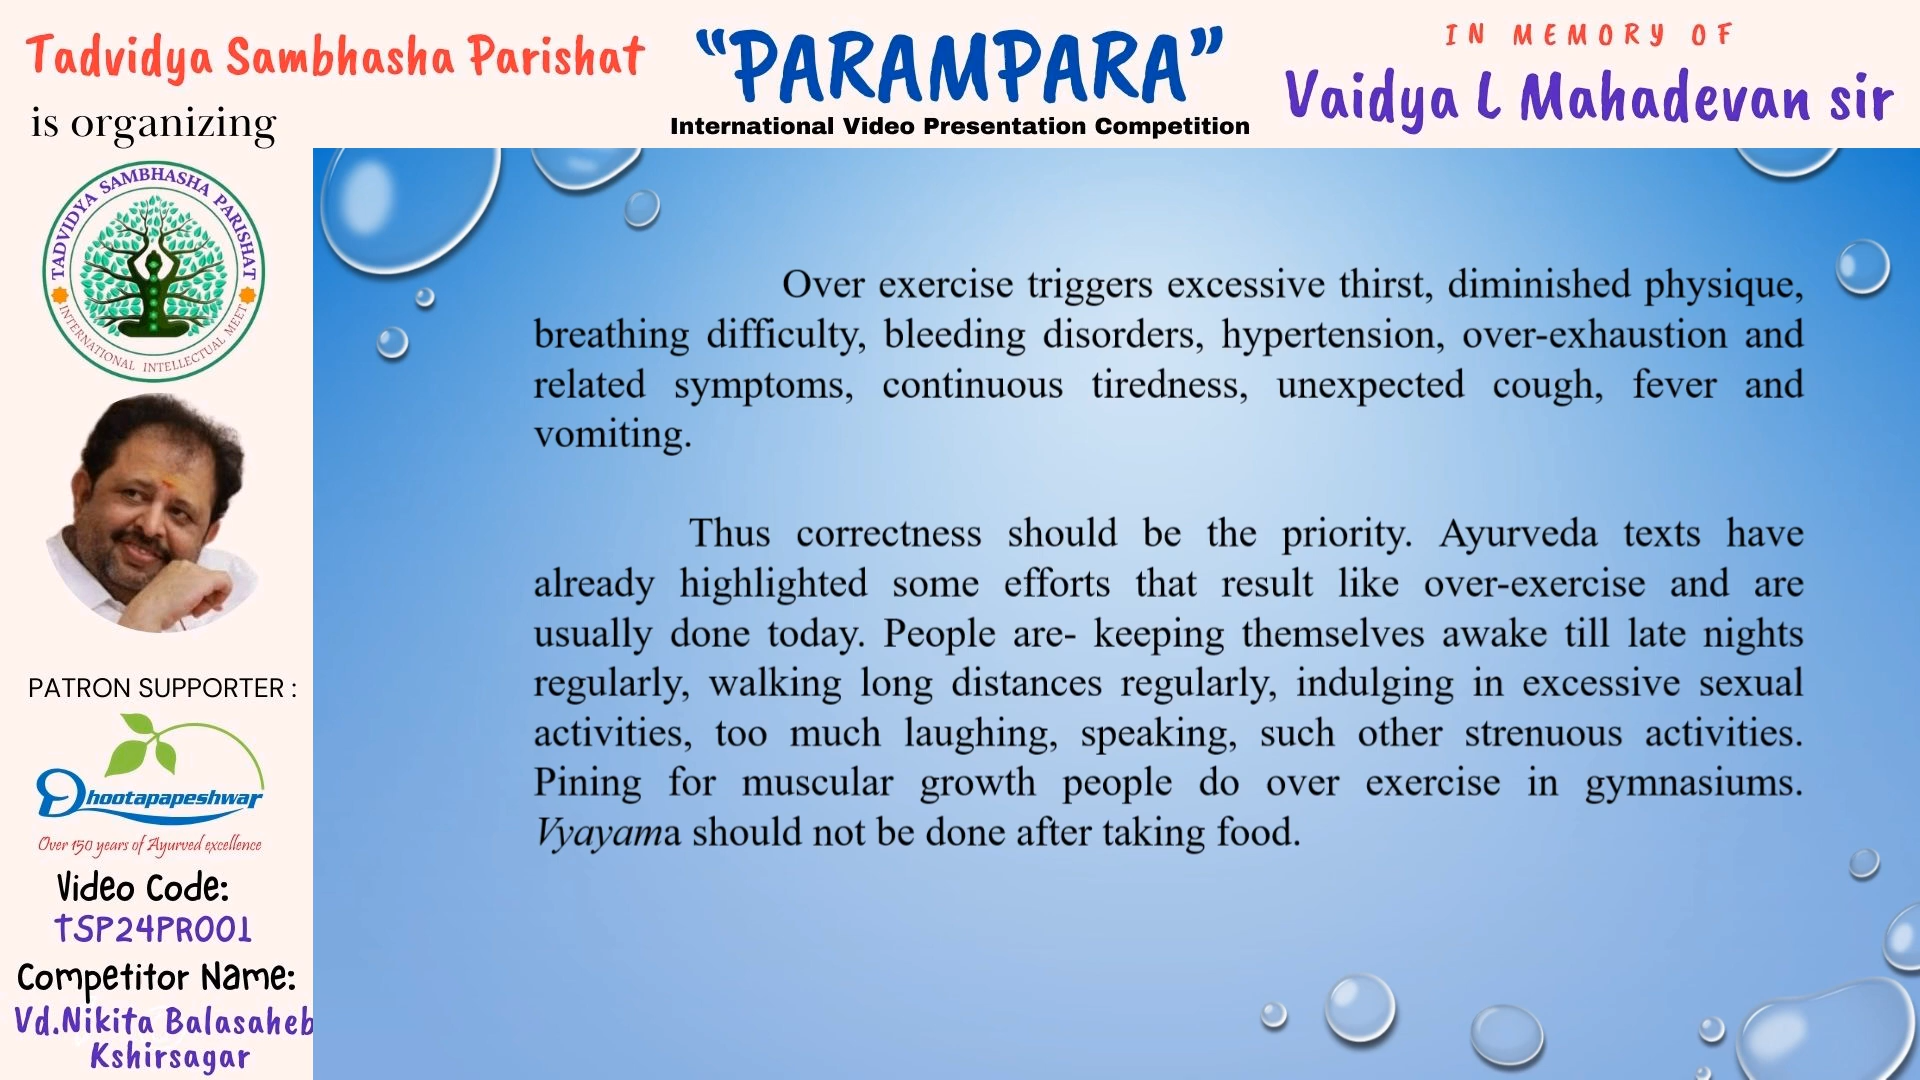 Tadvidya Sambhasha Parishat
is organizing
“PARAMPARA”
International Video Presentation Competition
IN MEMORY OF
Vaidya L Mahadevan sir
TADVIDYA SAMBHASHA PARISHAT
INTERNATIONAL INTELLECTUAL MEET
PATRON SUPPORTER :
Dhootapapeshwar
Over 150 years of Ayurved excellence
Video Code:
TSP24PR001
Competitor Name:
Vd.Nikita Balasaheb
Kshirsagar
Over exercise triggers excessive thirst, diminished physique,
breathing difficulty, bleeding disorders, hypertension, over-exhaustion and
related symptoms, continuous tiredness, unexpected cough, fever and
vomiting.
Thus correctness should be the priority. Ayurveda texts have
already highlighted some efforts that result like over-exercise and are
usually done today. People are- keeping themselves awake till late nights
regularly, walking long distances regularly, indulging in excessive sexual
activities, too much laughing, speaking, such other strenuous activities.
Pining for muscular growth people do over exercise in gymnasiums.
Vyayama should not be done after taking food.